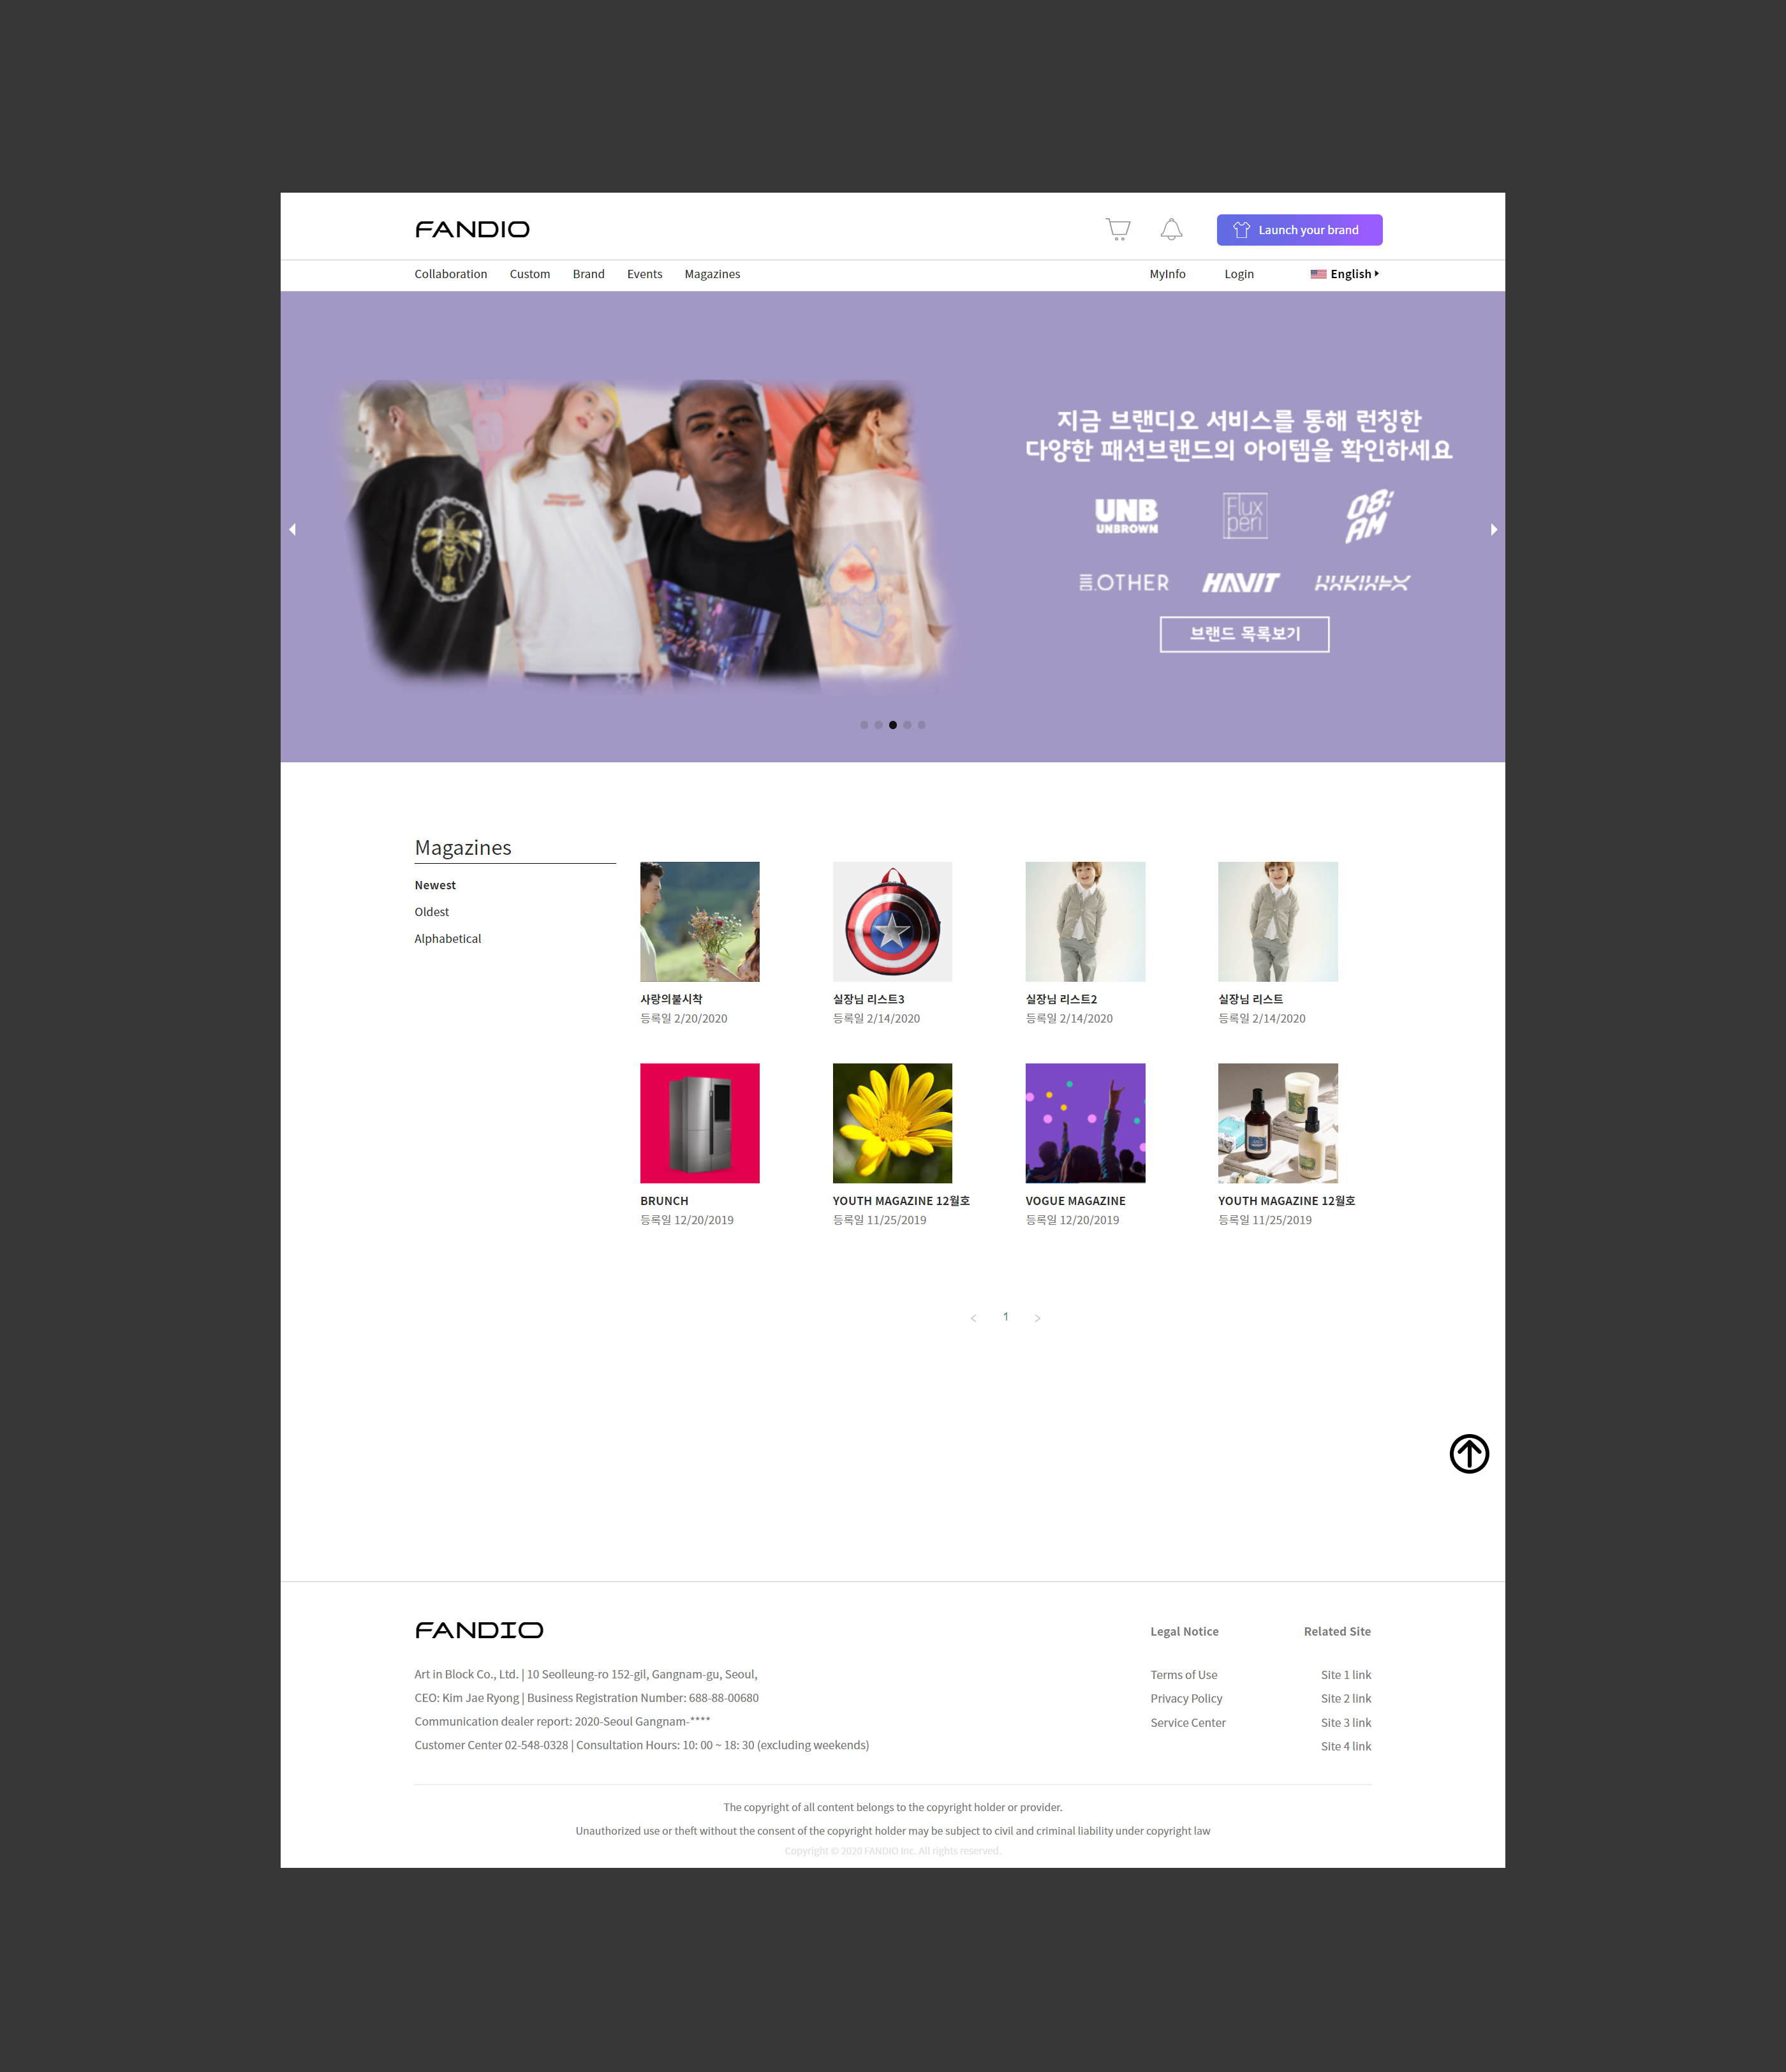 FANDIO
Launch your brand
Collaboration Custom Brand Events Magazines MyInfo Login English
지금 브랜디오 서비스를 통해 런칭한
다양한 패션브랜드의 아이템을 확인하세요
UNB
UNBROWN
Flux
peri
08:
AM
OTHER HAVIT
브랜드 목록보기
Magazines
Newest
Oldest
Alphabetical
사랑의불시착
등록일 2/20/2020
실장님 리스트3
등록일 2/14/2020
실장님 리스트2
등록일 2/14/2020
실장님 리스트
등록일 2/14/2020
BRUNCH
등록일 12/20/2019
YOUTH MAGAZINE 12월호
등록일 11/25/2019
VOGUE MAGAZINE
등록일 12/20/2019
YOUTH MAGAZINE 12월호
등록일 11/25/2019
< 1 >
FANDIO
Art in Block Co., Ltd. | 10 Seolleung-ro 152-gil, Gangnam-gu, Seoul,
CEO: Kim Jae Ryong | Business Registration Number: 688-88-00680
Communication dealer report: 2020-Seoul Gangnam-****
Customer Center 02-548-0328 | Consultation Hours: 10: 00 ~ 18: 30 (excluding weekends)
Legal Notice
Terms of Use
Privacy Policy
Service Center
Related Site
Site 1 link
Site 2 link
Site 3 link
Site 4 link
The copyright of all content belongs to the copyright holder or provider.
Unauthorized use or theft without the consent of the copyright holder may be subject to civil and criminal liability under copyright law
Copyright © 2020 FANDIO Inc. All rights reserved.